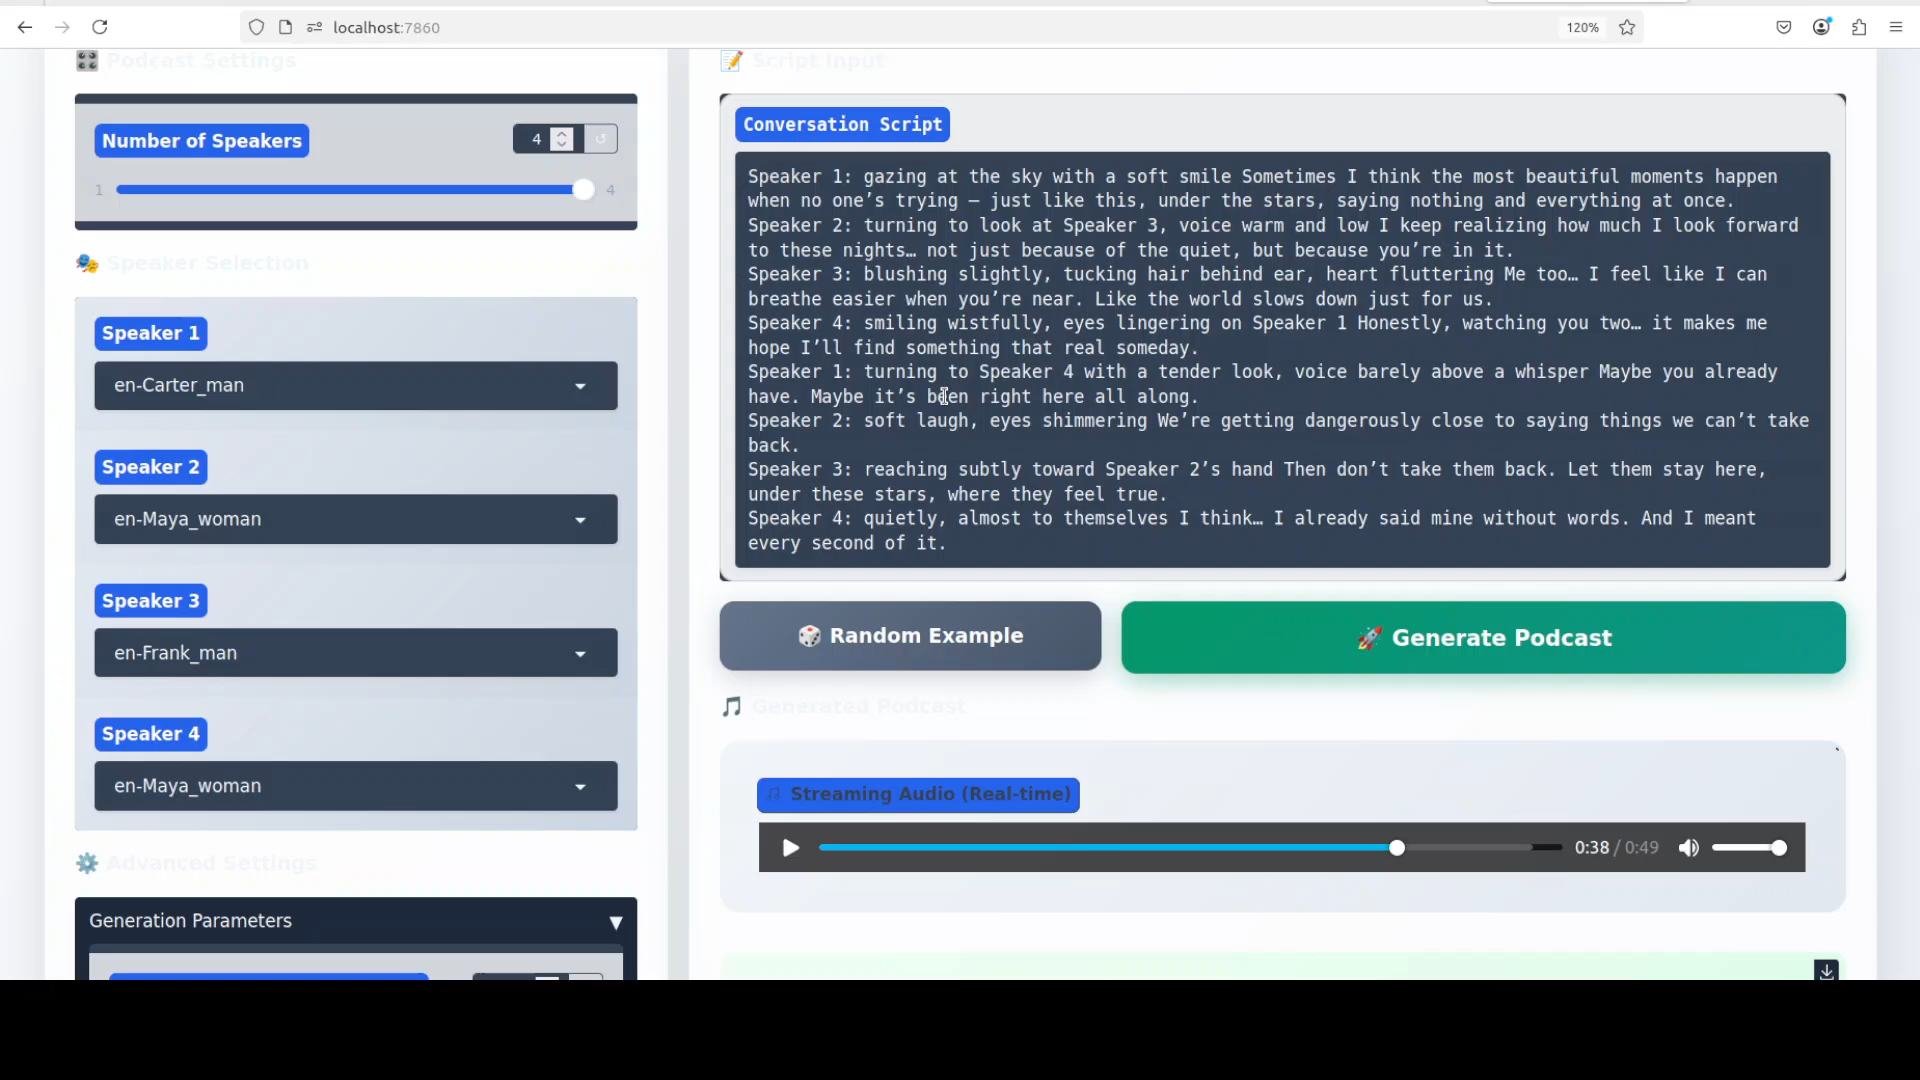 localhost:7860
120%
Podcast Settings
Number of Speakers
4
1
4
Speaker Selection
Speaker 1
en-Carter_man
Speaker 2
en-Maya_woman
Speaker 3
en-Frank_man
Speaker 4
en-Maya_woman
Advanced Settings
Generation Parameters
Script Input
Conversation Script
Speaker 1: gazing at the sky with a soft smile Sometimes I think the most beautiful moments happen
when no one’s trying — just like this, under the stars, saying nothing and everything at once.
Speaker 2: turning to look at Speaker 3, voice warm and low I keep realizing how much I look forward
to these nights… not just because of the quiet, but because you’re in it.
Speaker 3: blushing slightly, tucking hair behind ear, heart fluttering Me too… I feel like I can
breathe easier when you’re near. Like the world slows down just for us.
Speaker 4: smiling wistfully, eyes lingering on Speaker 1 Honestly, watching you two… it makes me
hope I’ll find something that real someday.
Speaker 1: turning to Speaker 4 with a tender look, voice barely above a whisper Maybe you already
have. Maybe it’s been right here all along.
Speaker 2: soft laugh, eyes shimmering We’re getting dangerously close to saying things we can’t take
back.
Speaker 3: reaching subtly toward Speaker 2’s hand Then don’t take them back. Let them stay here,
under these stars, where they feel true.
Speaker 4: quietly, almost to themselves I think… I already said mine without words. And I meant
every second of it.
Random Example
Generate Podcast
Generated Podcast
Streaming Audio (Real-time)
0:38 / 0:49